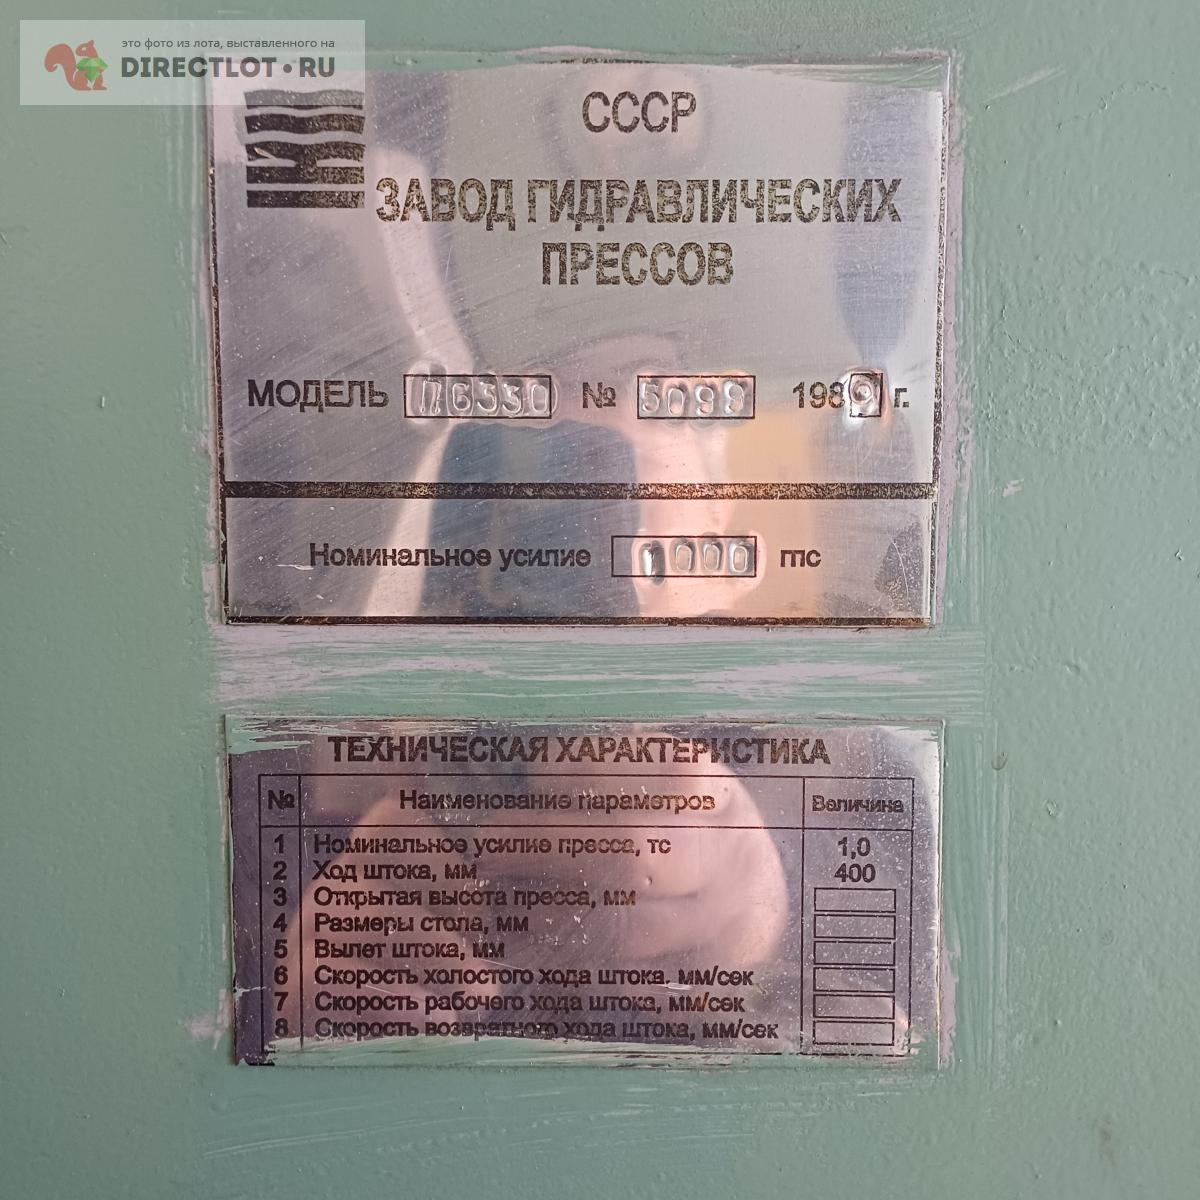 это фото из лота, выставленного на
DIRECTLOT•RU
СССР
ЗАВОД ГИДРАВЛИЧЕСКИХ
ПРЕССОВ
МОДЕЛЬ П6330 № 5099 1989 г.
Номинальное усилие 1000 тс
ТЕХНИЧЕСКАЯ ХАРАКТЕРИСТИКА
№ Наименование параметров Величина
1 Номинальное усилие пресса, тс 1,0
2 Ход штока, мм 400
3 Открытая высота пресса, мм
4 Размеры стола, мм
5 Вылет штока, мм
6 Скорость холостого хода штока. мм/сек
7 Скорость рабочего хода штока, мм/сек
8 Скорость возвратного хода штока, мм/сек